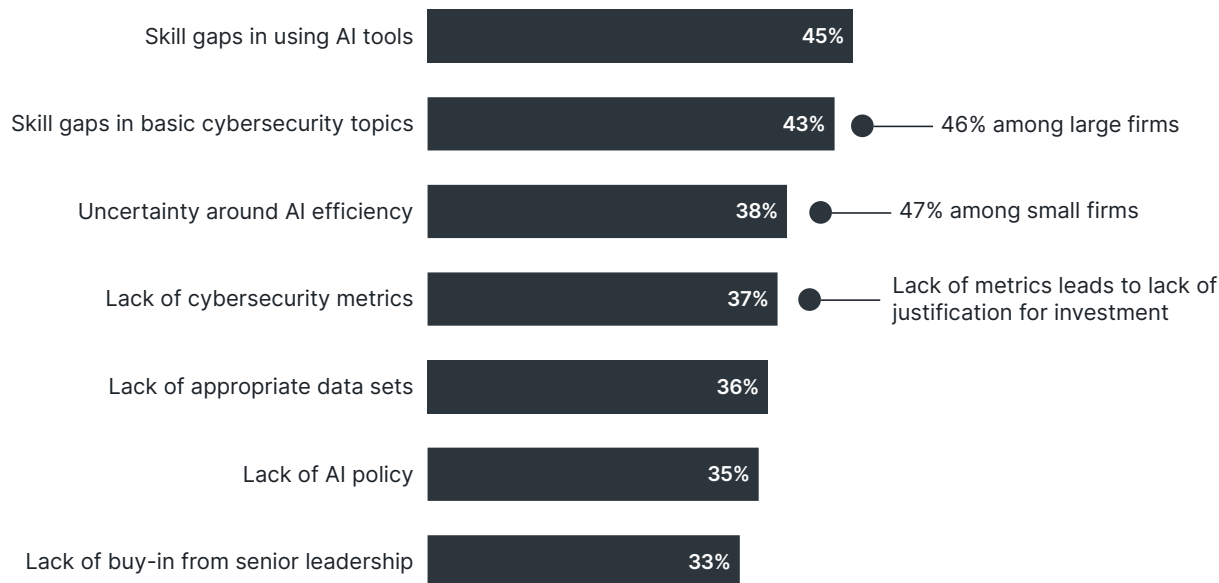 Skill gaps in using AI tools
45%
Skill gaps in basic cybersecurity topics
43%
46% among large firms
Uncertainty around AI efficiency
38%
47% among small firms
Lack of cybersecurity metrics
37%
Lack of metrics leads to lack of
justification for investment
Lack of appropriate data sets
36%
Lack of AI policy
35%
Lack of buy-in from senior leadership
33%